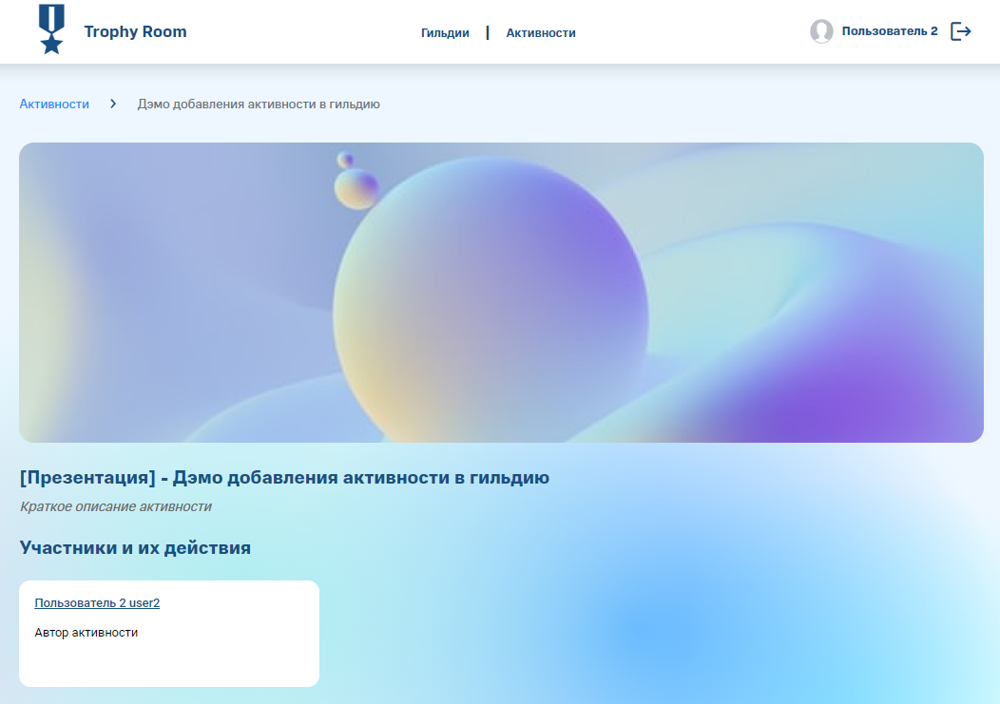 Trophy Room
Гильдии | Активности
Пользователь 2
Активности > Дэмо добавления активности в гильдию
[Презентация] - Дэмо добавления активности в гильдию
Краткое описание активности
Участники и их действия
Пользователь 2 user2
Автор активности